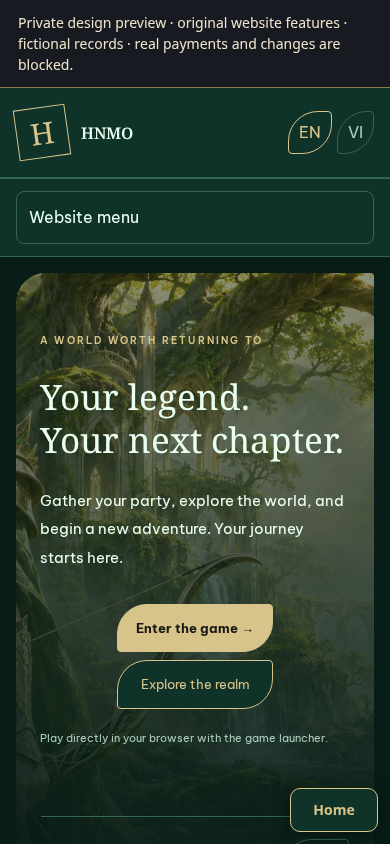 Private design preview · original website features ·
fictional records · real payments and changes are
blocked.
H
HNMO
EN
VI
Website menu
A WORLD WORTH RETURNING TO
Your legend.
Your next chapter.
Gather your party, explore the world, and
begin a new adventure. Your journey
starts here.
Enter the game →
Explore the realm
Play directly in your browser with the game launcher.
Home